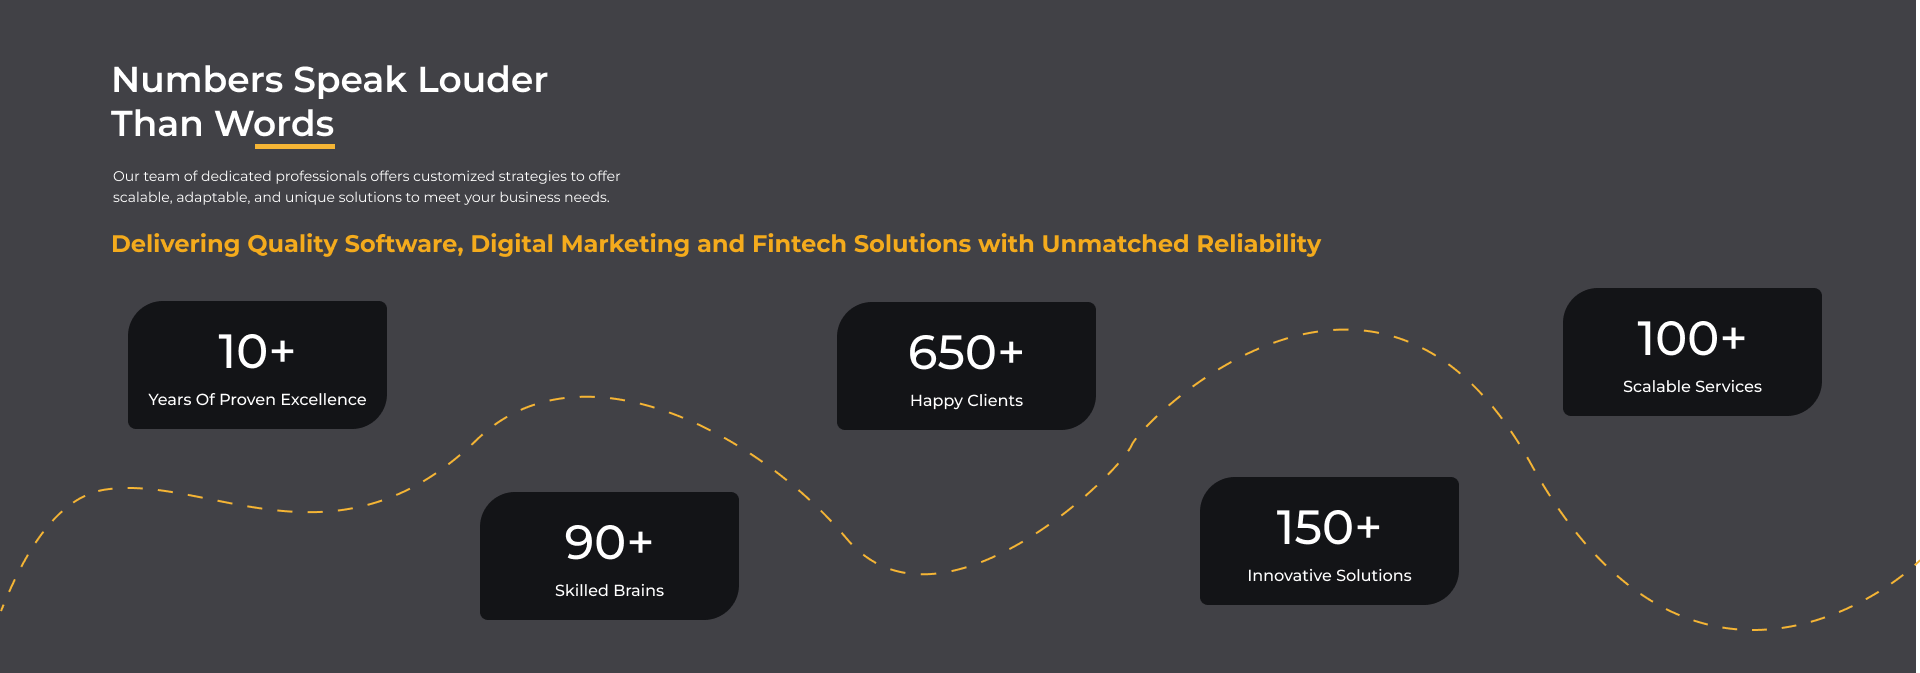 Numbers Speak Louder
Than Words
Our team of dedicated professionals offers customized strategies to offer
scalable, adaptable, and unique solutions to meet your business needs.
Delivering Quality Software, Digital Marketing and Fintech Solutions with Unmatched Reliability
10+
Years Of Proven Excellence
90+
Skilled Brains
650+
Happy Clients
150+
Innovative Solutions
100+
Scalable Services